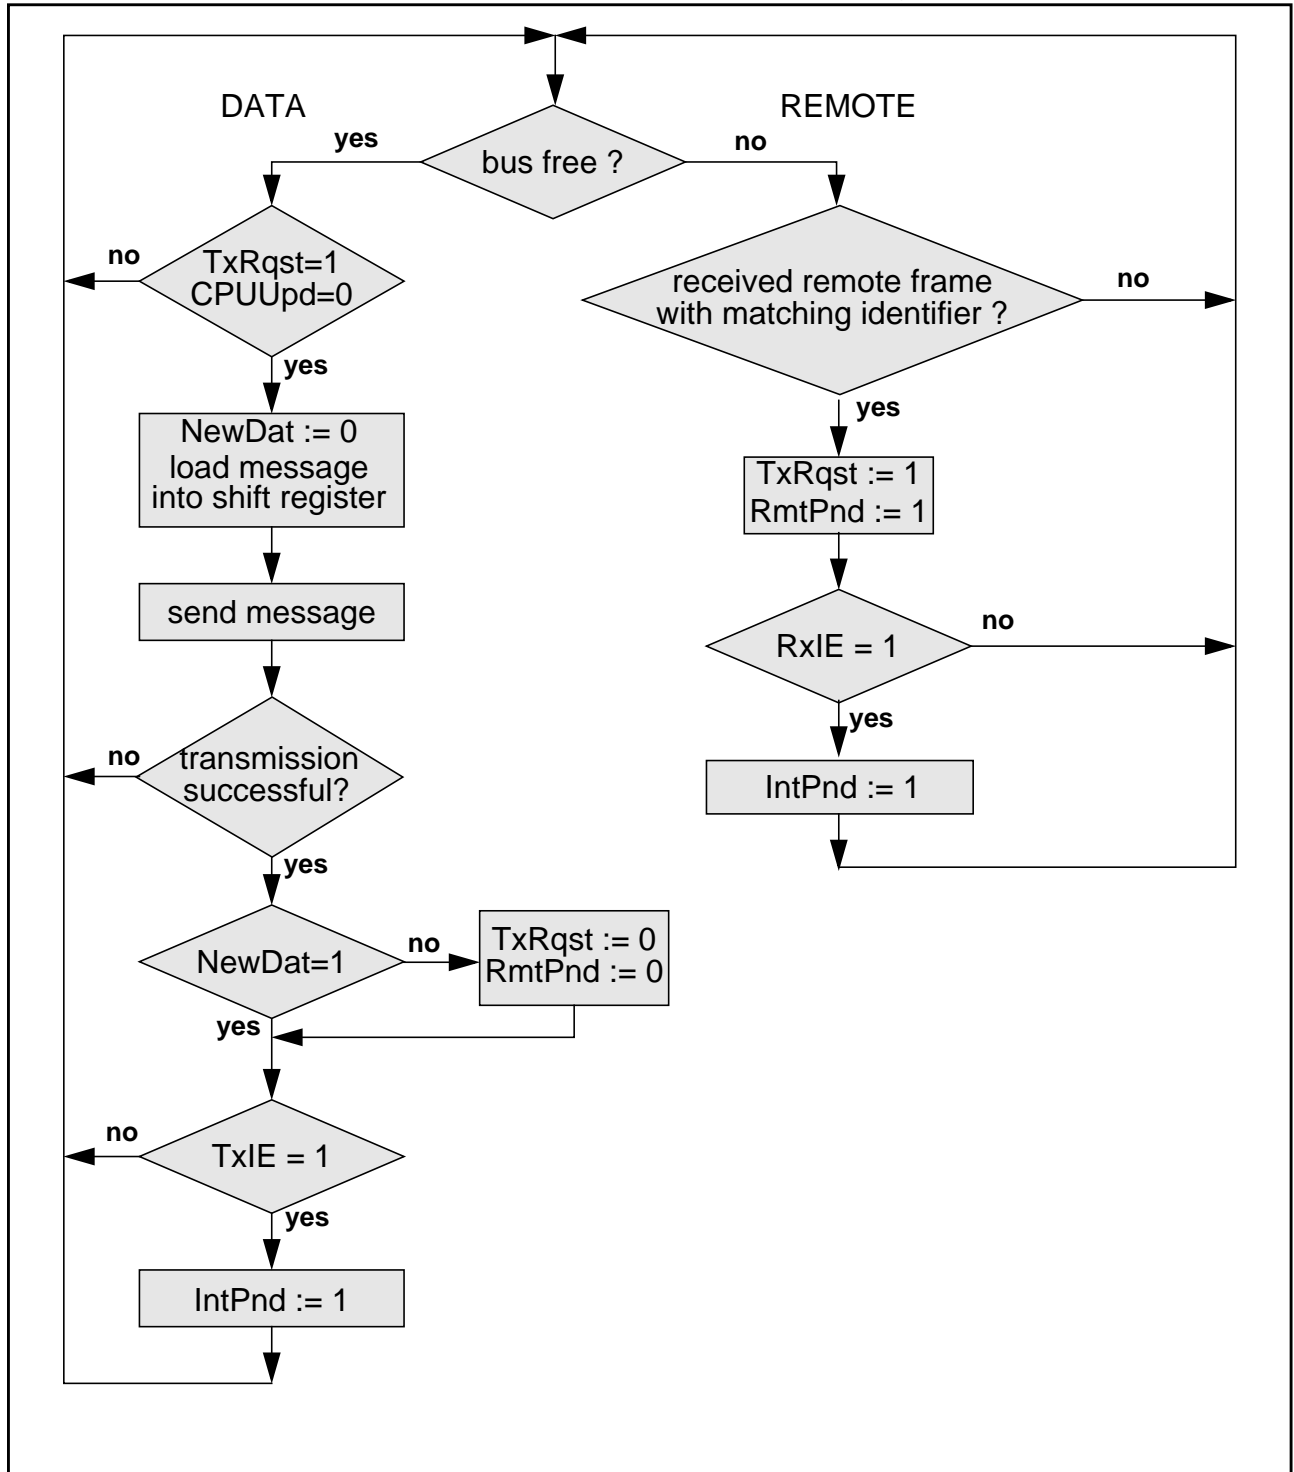 DATA
REMOTE
yes
bus free ?
no
no
TxRqst=1
CPUUpd=0
yes
NewDat := 0
load message
into shift register
send message
no
transmission
successful?
yes
NewDat=1
no
TxRqst := 0
RmtPnd := 0
yes
no
TxIE = 1
yes
IntPnd := 1
received remote frame
with matching identifier ?
no
yes
TxRqst := 1
RmtPnd := 1
RxIE = 1
no
yes
IntPnd := 1